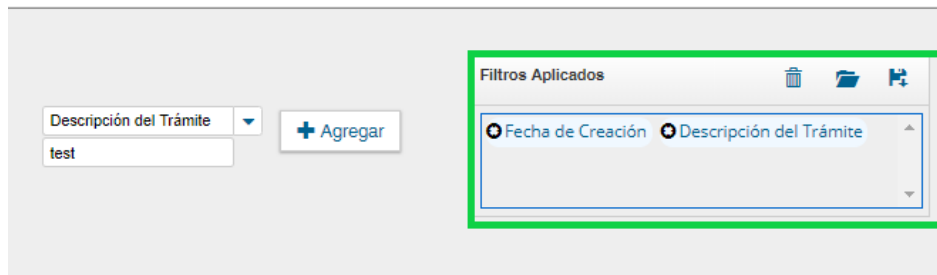 Filtros Aplicados
Descripción del Trámite
Agregar
test
Fecha de Creación Descripción del Trámite